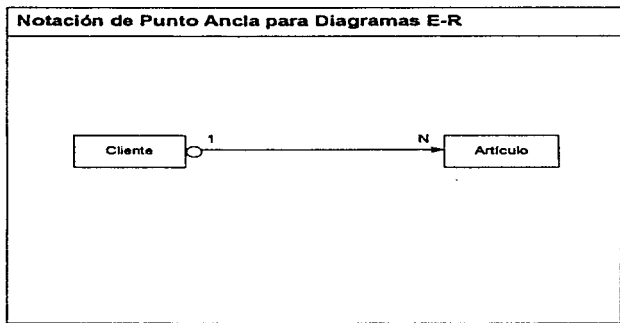 Notación de Punto Ancla para Diagramas E-R
1 N
Cliente Artículo